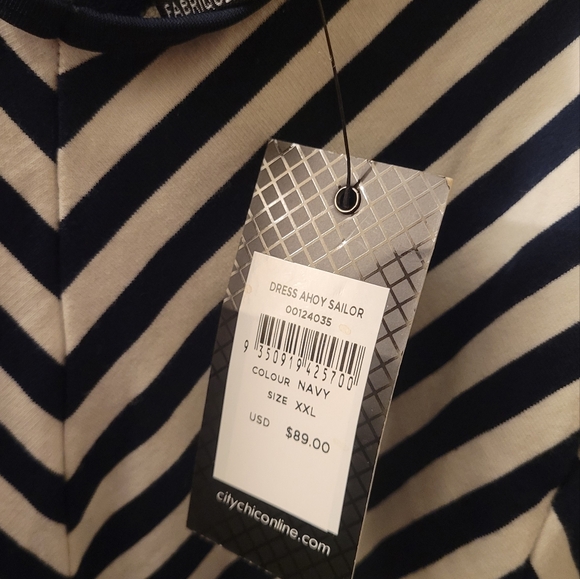 DRESS AHOY SAILOR
00124035
9 350919 425700
COLOUR NAVY
SIZE XXL
USD $89.00
citychiconline.com